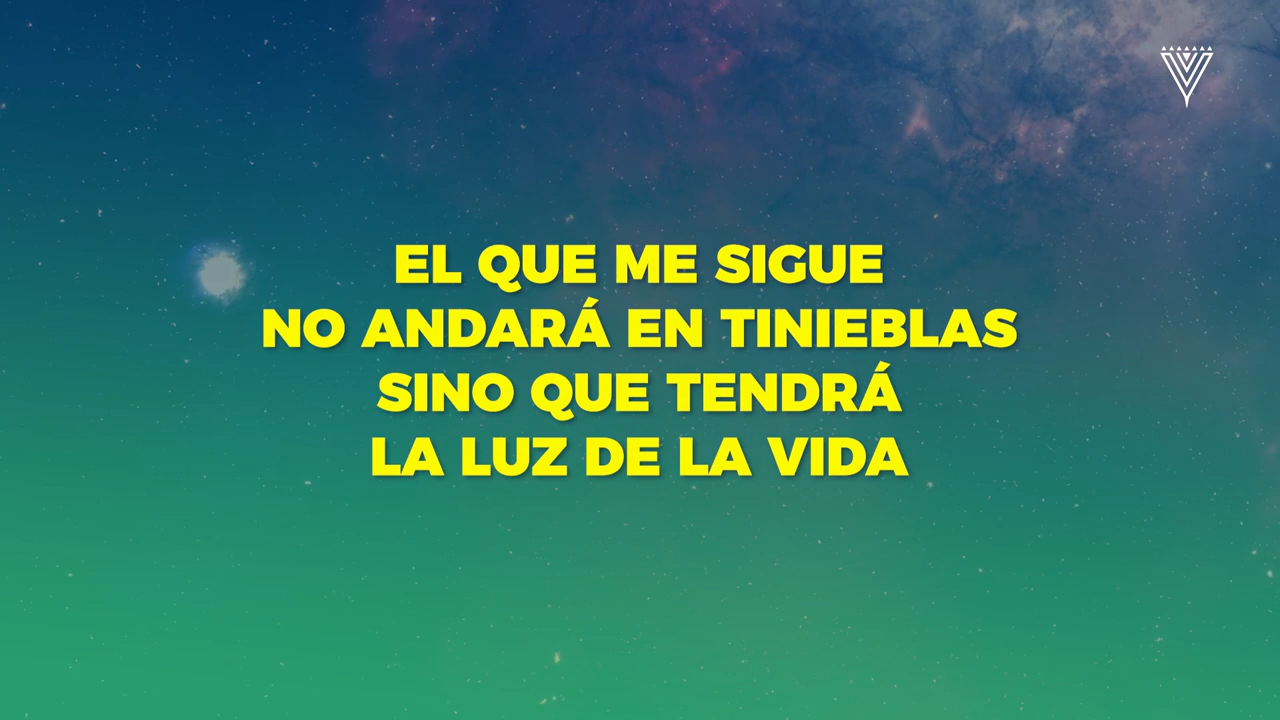 EL QUE ME SIGUE
NO ANDARÁ EN TINIEBLAS
SINO QUE TENDRÁ
LA LUZ DE LA VIDA